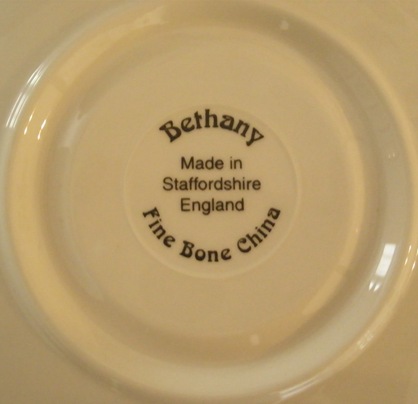 Bethany
Made in
Staffordshire
England
Fine Bone China